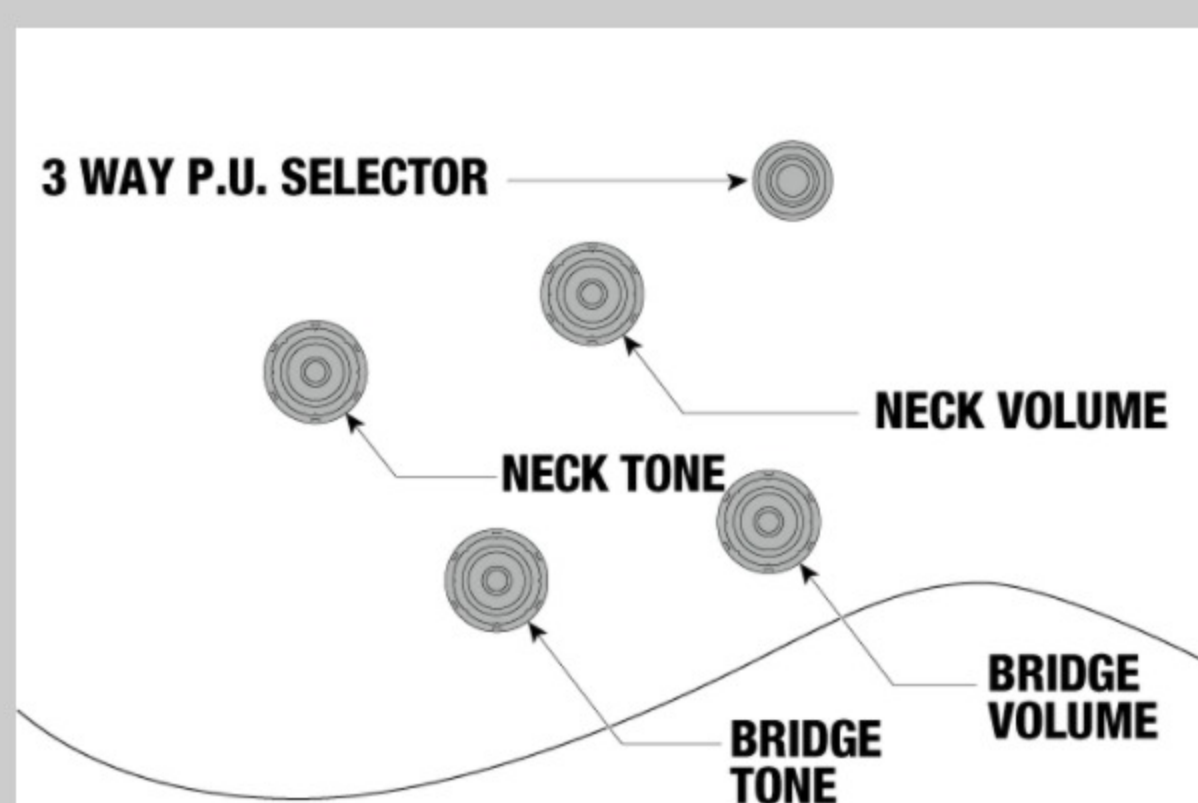 3 WAY P.U. SELECTOR
NECK VOLUME
NECK TONE
BRIDGE
VOLUME
BRIDGE
TONE